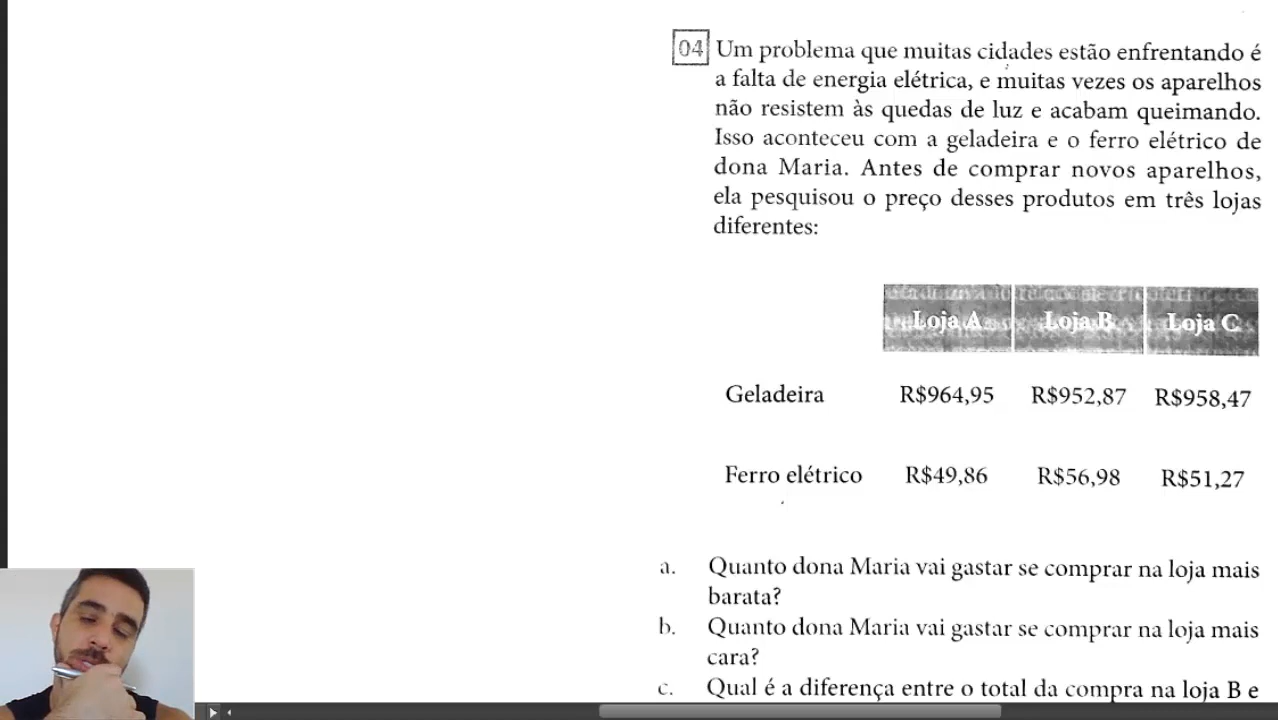 04 Um problema que muitas cidades estão enfrentando é
a falta de energia elétrica, e muitas vezes os aparelhos
não resistem às quedas de luz e acabam queimando.
Isso aconteceu com a geladeira e o ferro elétrico de
dona Maria. Antes de comprar novos aparelhos,
ela pesquisou o preço desses produtos em três lojas
diferentes:
Loja A Loja B Loja C
Geladeira R$964,95 R$952,87 R$958,47
Ferro elétrico R$49,86 R$56,98 R$51,27
a. Quanto dona Maria vai gastar se comprar na loja mais
barata?
b. Quanto dona Maria vai gastar se comprar na loja mais
cara?
c. Qual é a diferença entre o total da compra na loja B e